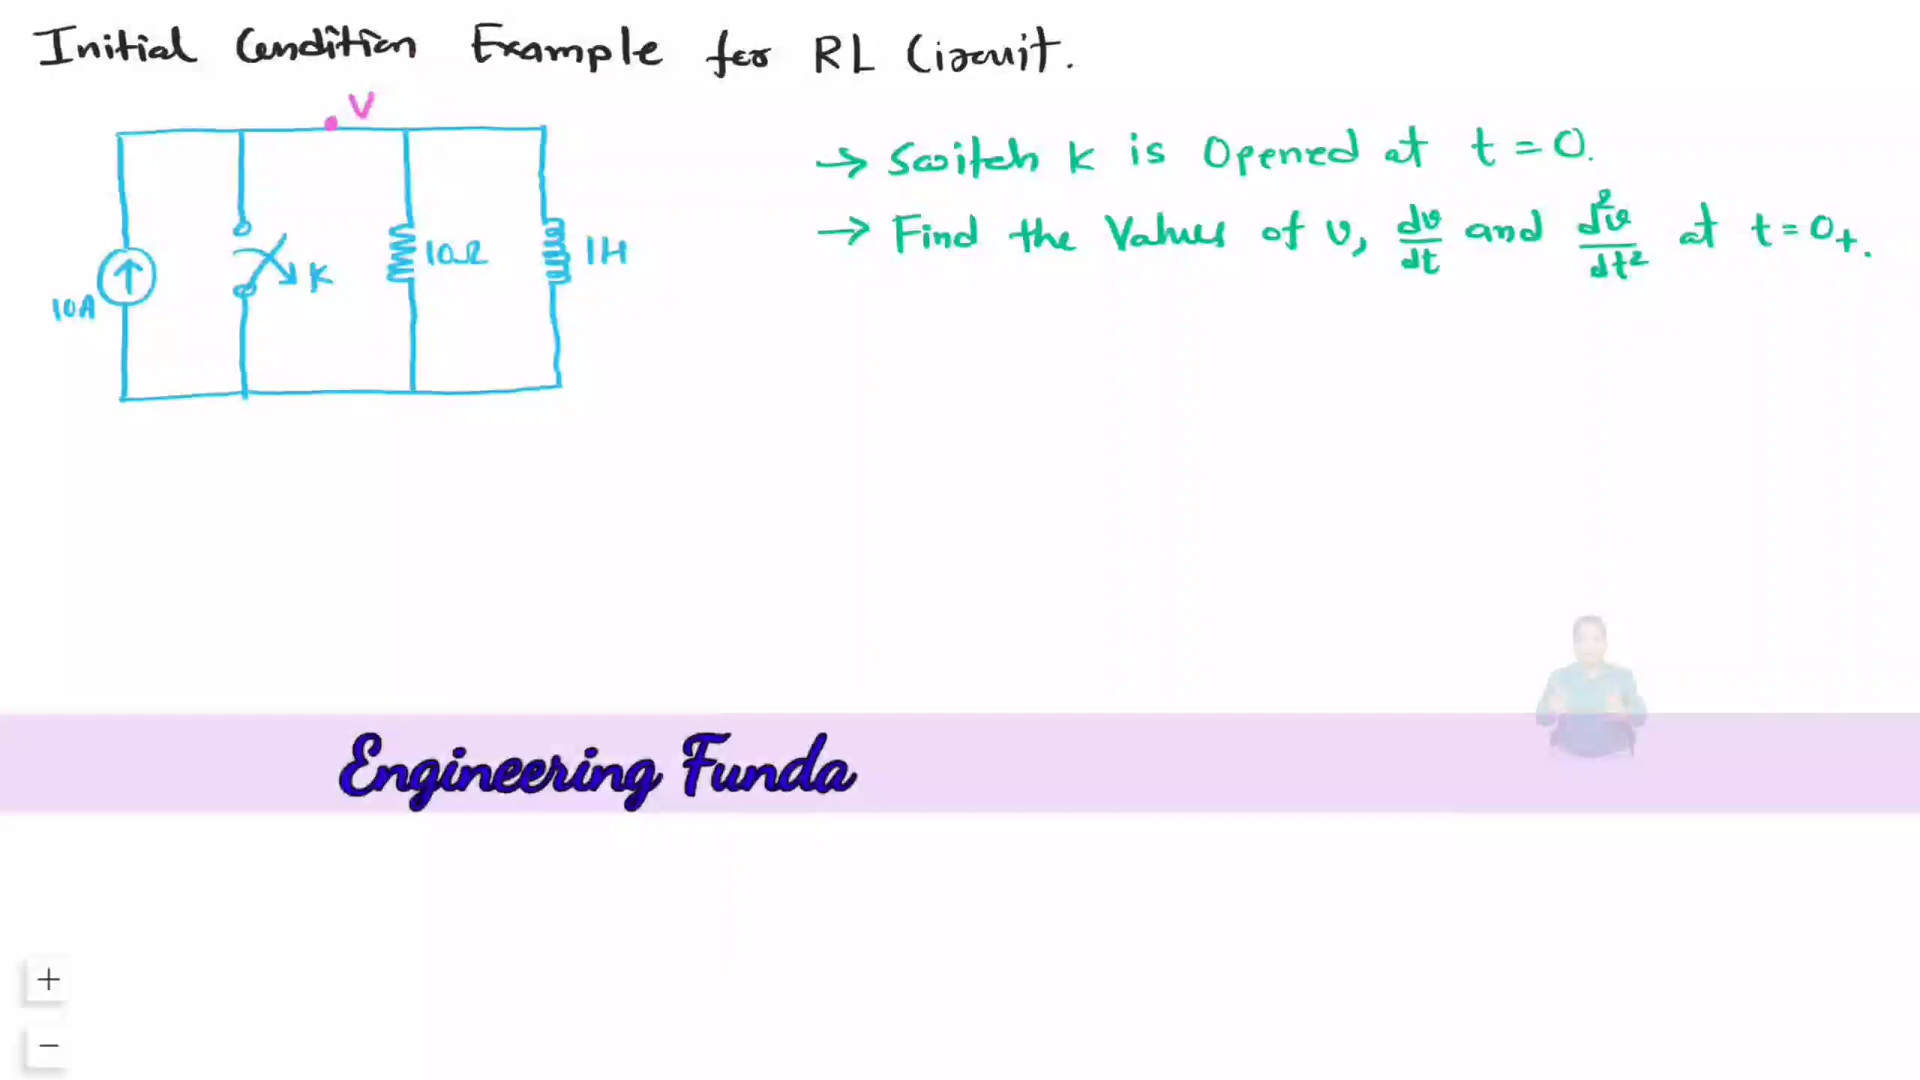 Initial Condition Example for RL Circuit.
V
→ Switch K is Opened at t = 0.
→ Find the Values of v, dv/dt and d²v/dt² at t = 0+.
10Ω
1H
K
10A
Engineering Funda
+
−